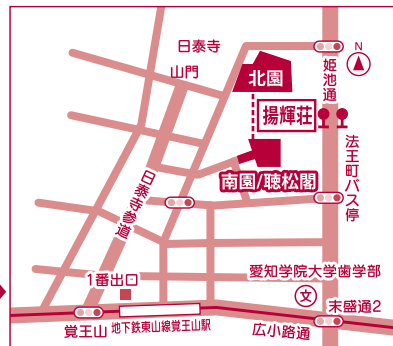 日泰寺
山門
北園
N
姫池通
揚輝荘
法王町バス停
南園/聴松閣
日泰寺参道
1番出口
愛知学院大学歯学部
文
末盛通2
覚王山
地下鉄東山線覚王山駅
広小路通